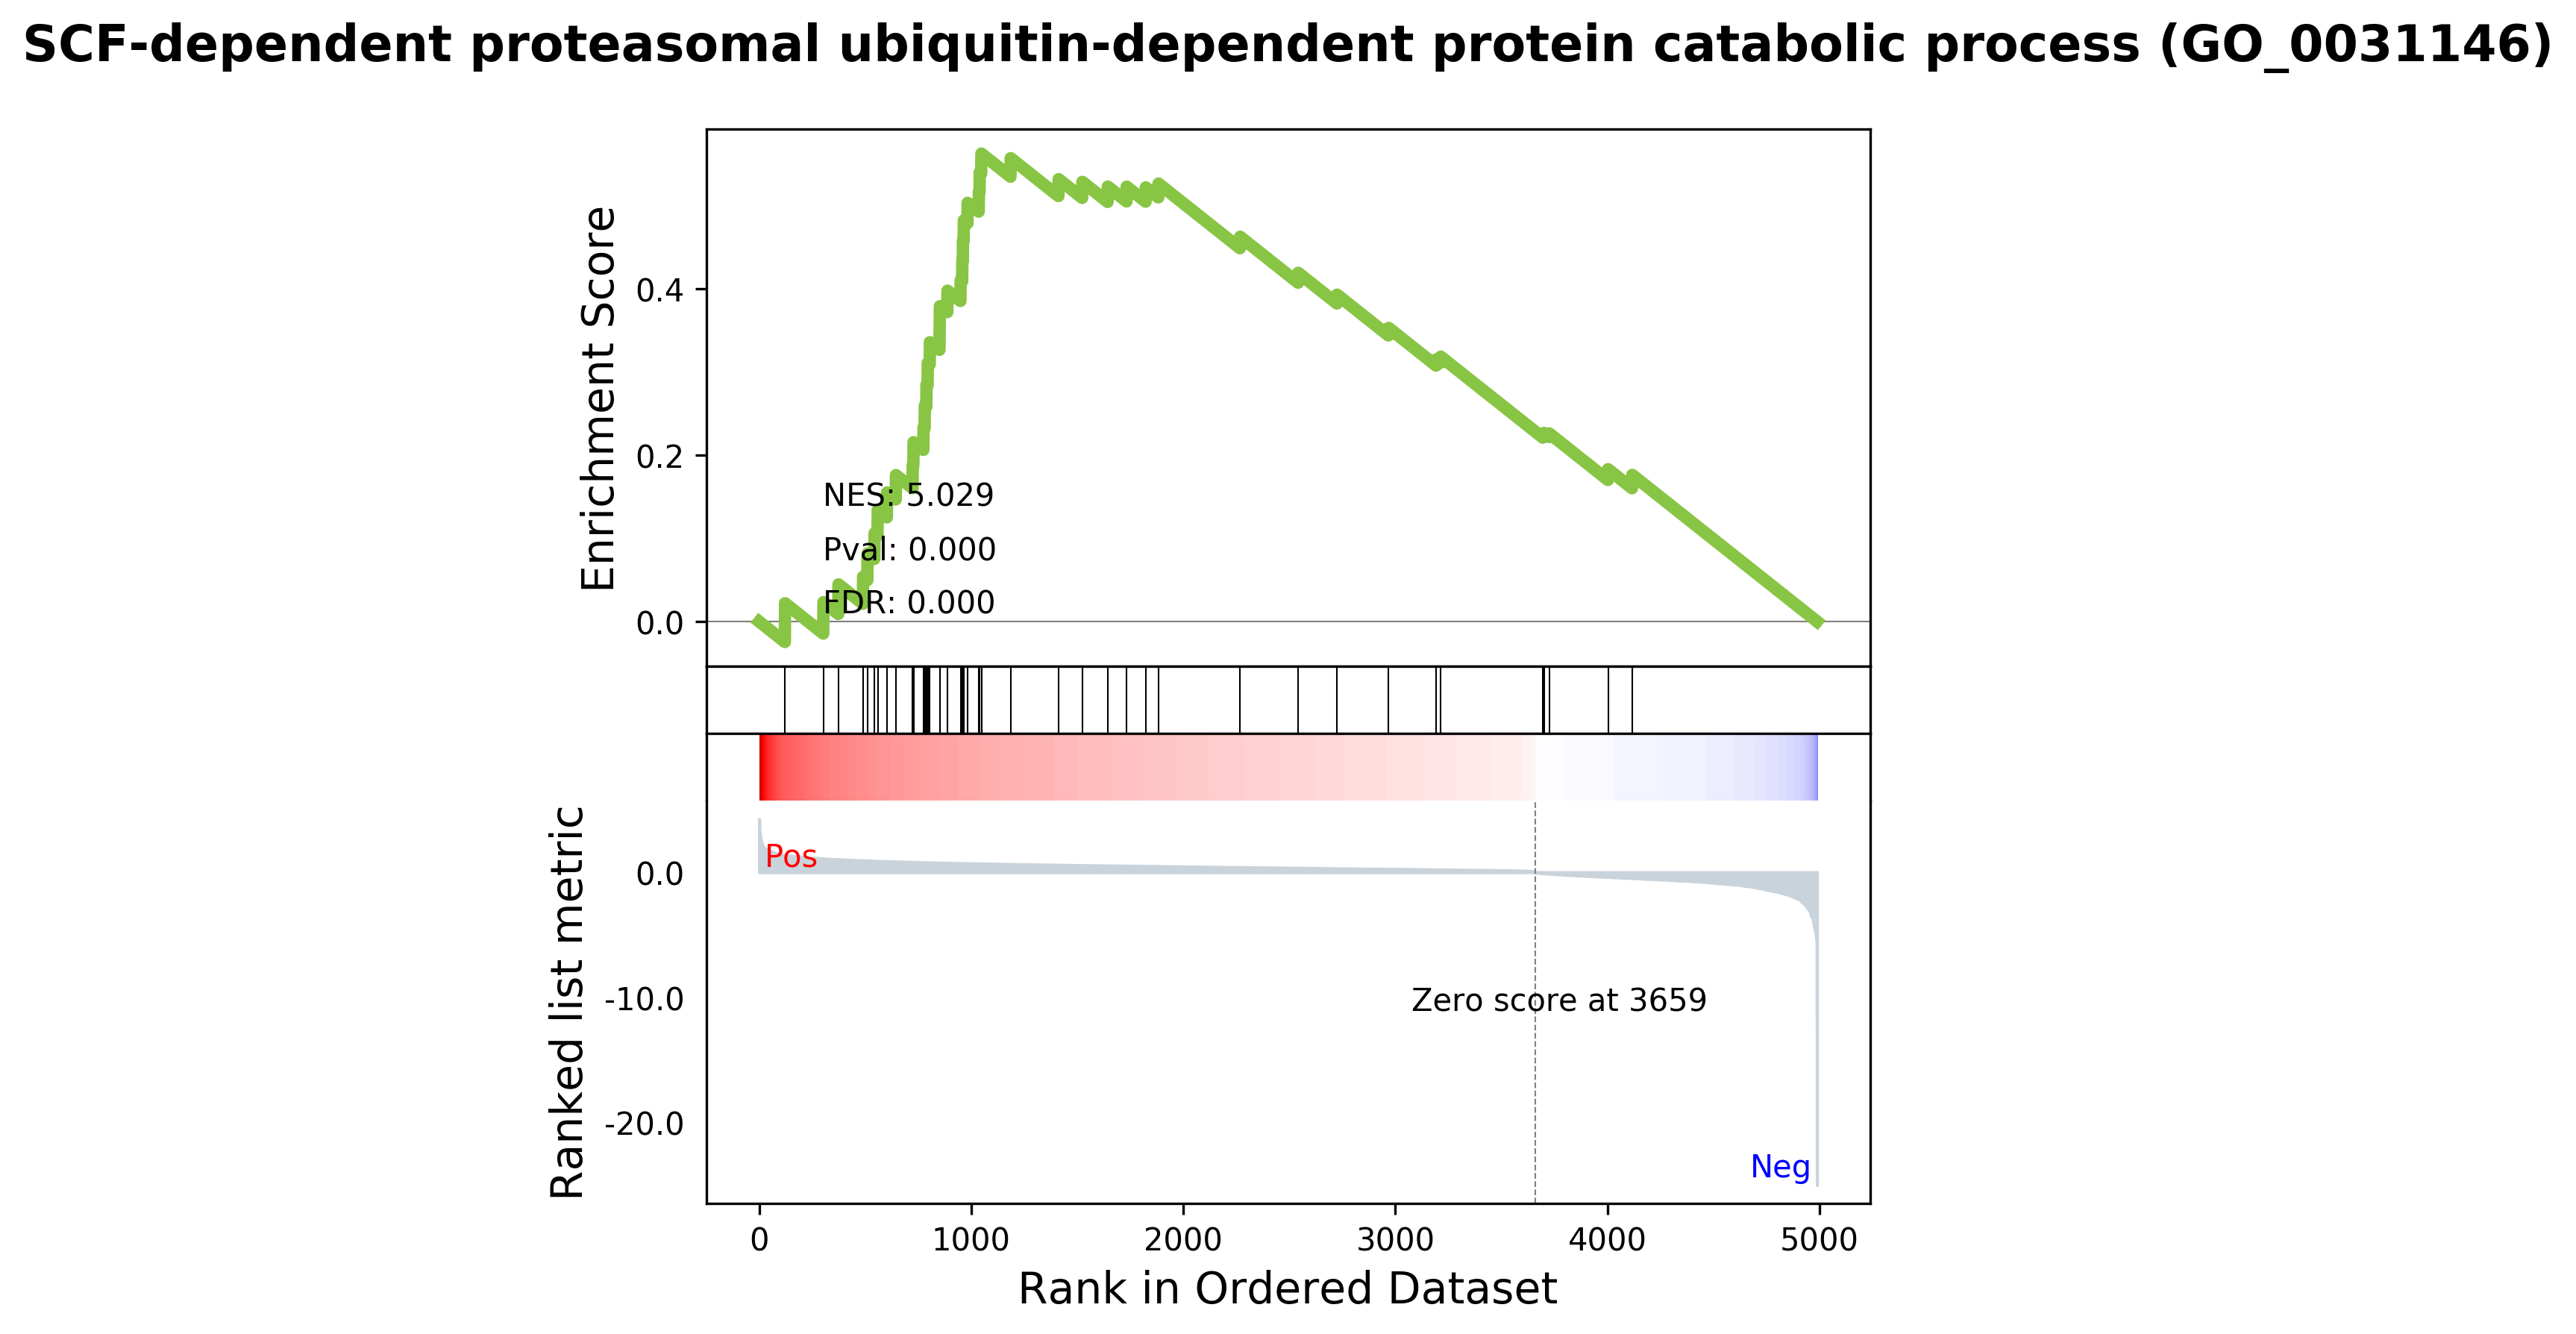 SCF-dependent proteasomal ubiquitin-dependent protein catabolic process (GO_0031146)
Enrichment Score
0.4
0.2
0.0
NES: 5.029
Pval: 0.000
FDR: 0.000
Ranked list metric
0.0
-10.0
-20.0
Pos
Zero score at 3659
Neg
0 1000 2000 3000 4000 5000
Rank in Ordered Dataset